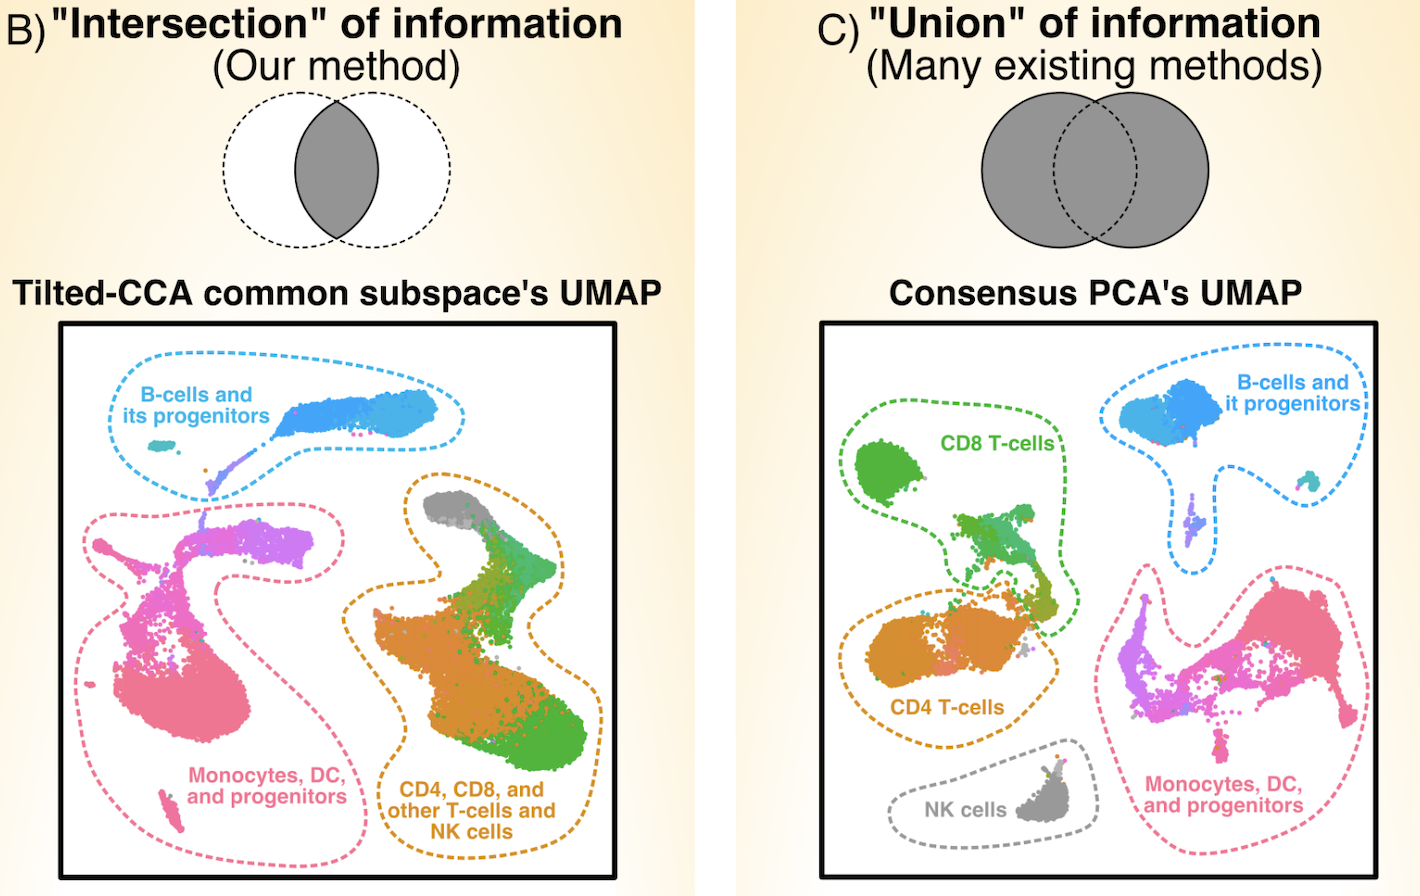 B) "Intersection" of information
(Our method)
Tilted-CCA common subspace's UMAP
B-cells and
its progenitors
Monocytes, DC,
and progenitors
CD4, CD8, and
other T-cells and
NK cells
C) "Union" of information
(Many existing methods)
Consensus PCA's UMAP
B-cells and
it progenitors
CD8 T-cells
CD4 T-cells
NK cells
Monocytes, DC,
and progenitors